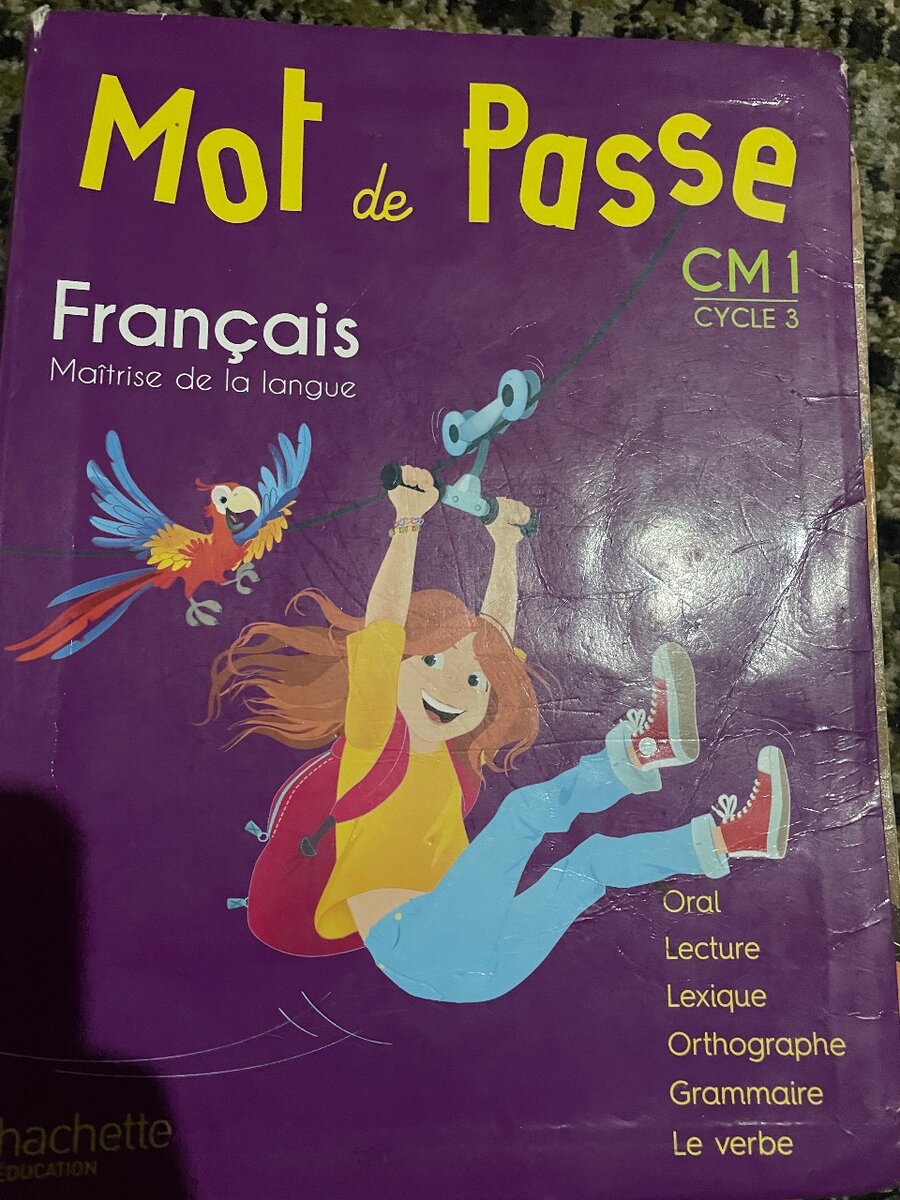 Mot de Passe
CM1
CYCLE 3
Français
Maîtrise de la langue
Oral
Lecture
Lexique
Orthographe
Grammaire
Le verbe
hachette
ÉDUCATION